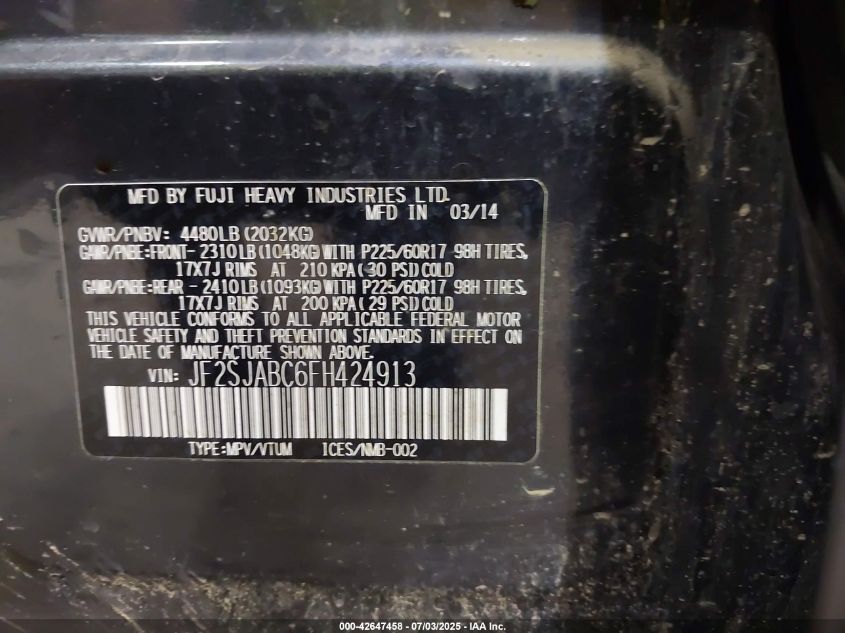 MFD BY FUJI HEAVY INDUSTRIES LTD.
MFD IN 03/14
GVWR/PNBV: 4480LB(2032KG)
GAWR/PNBE:FRONT-2310LB(1048KG)WITH P225/60R17 98H TIRES,
17X7J RIMS AT 210 KPA(30 PSI)COLD
GAWR/PNBE:REAR -2410LB(1093KG)WITH P225/60R17 98H TIRES,
17X7J RIMS AT 200 KPA(29 PSI)COLD
THIS VEHICLE CONFORMS TO ALL APPLICABLE FEDERAL MOTOR
VEHICLE SAFETY AND THEFT PREVENTION STANDARDS IN EFFECT ON
THE DATE OF MANUFACTURE SHOWN ABOVE.
VIN: JF2SJABC6FH424913
TYPE:MPV/VTUM ICES/NMB-002
000-42647458 - 07/03/2025 - IAA Inc.